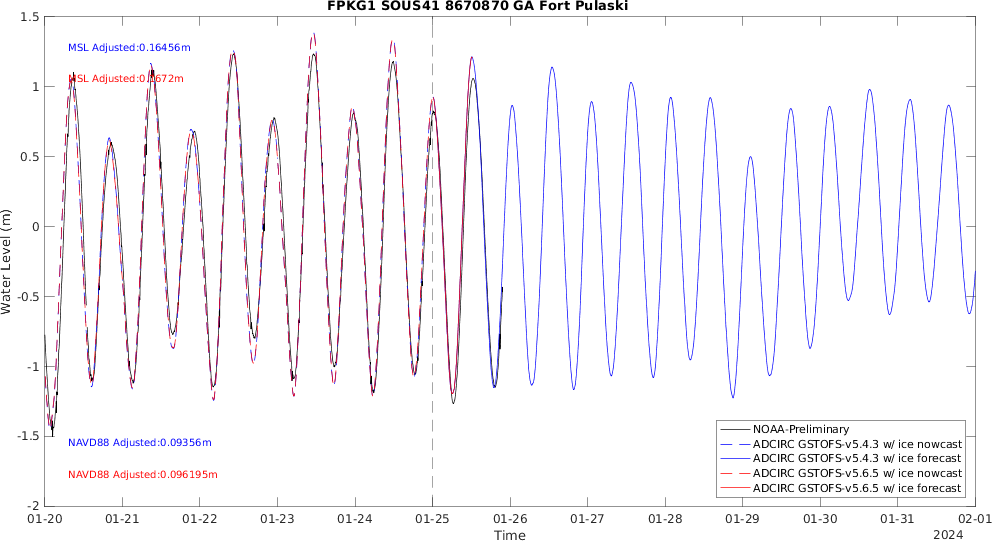 FPKG1 SOUS41 8670870 GA Fort Pulaski
1.5
1
0.5
0
-0.5
-1
-1.5
-2
Water Level (m)
MSL Adjusted:0.16456m
MSL Adjusted:0.1672m
NAVD88 Adjusted:0.09356m
NAVD88 Adjusted:0.096195m
NOAA-Preliminary
ADCIRC GSTOFS-v5.4.3 w/ ice nowcast
ADCIRC GSTOFS-v5.4.3 w/ ice forecast
ADCIRC GSTOFS-v5.6.5 w/ ice nowcast
ADCIRC GSTOFS-v5.6.5 w/ ice forecast
01-20 01-21 01-22 01-23 01-24 01-25 01-26 01-27 01-28 01-29 01-30 01-31 02-01
Time
2024